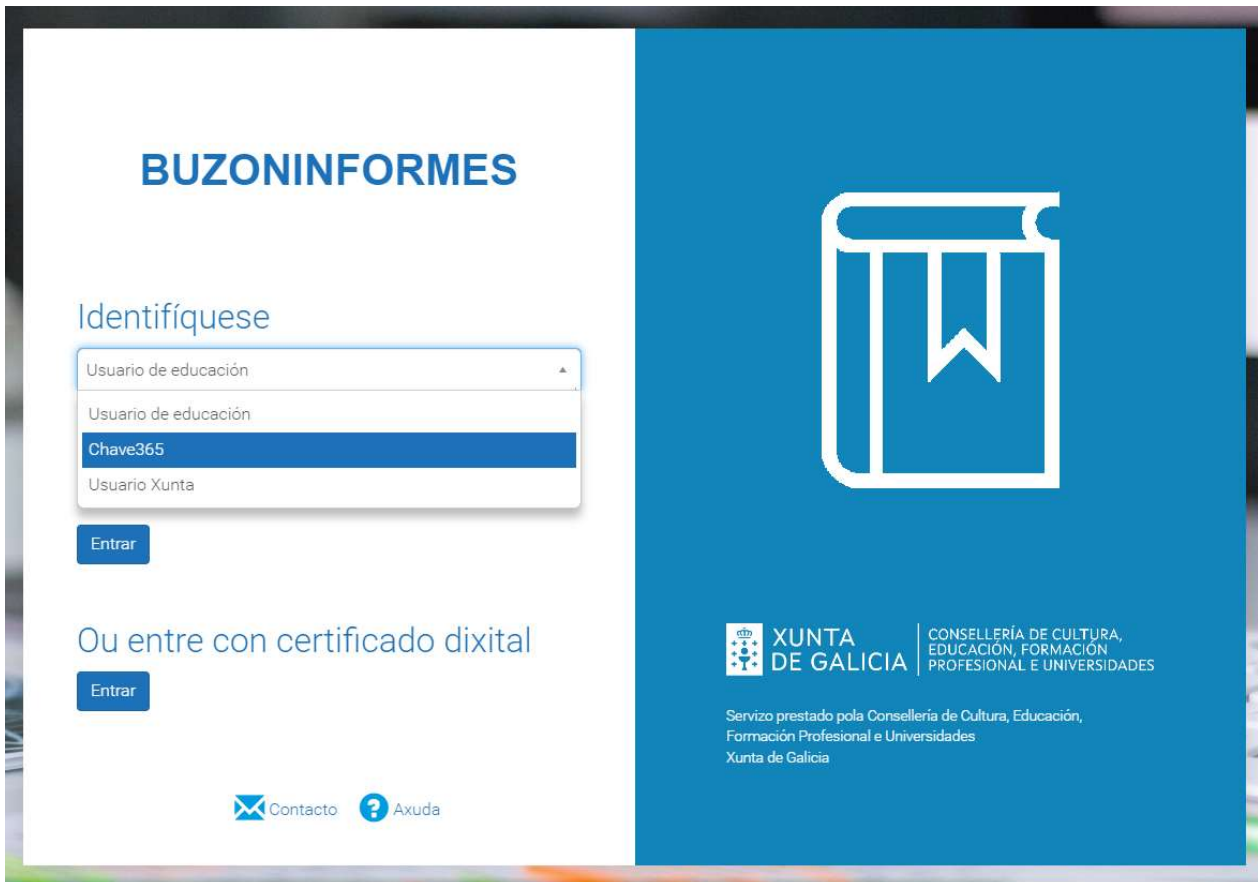 BUZONINFORMES
Identifíquese
Usuario de educación
Usuario de educación
Chave365
Usuario Xunta
Entrar
Ou entre con certificado dixital
Entrar
Contacto
? Axuda
XUNTA
DE GALICIA
CONSELLERÍA DE CULTURA,
EDUCACIÓN, FORMACIÓN
PROFESIONAL E UNIVERSIDADES
Servizo prestado pola Consellería de Cultura, Educación,
Formación Profesional e Universidades
Xunta de Galicia